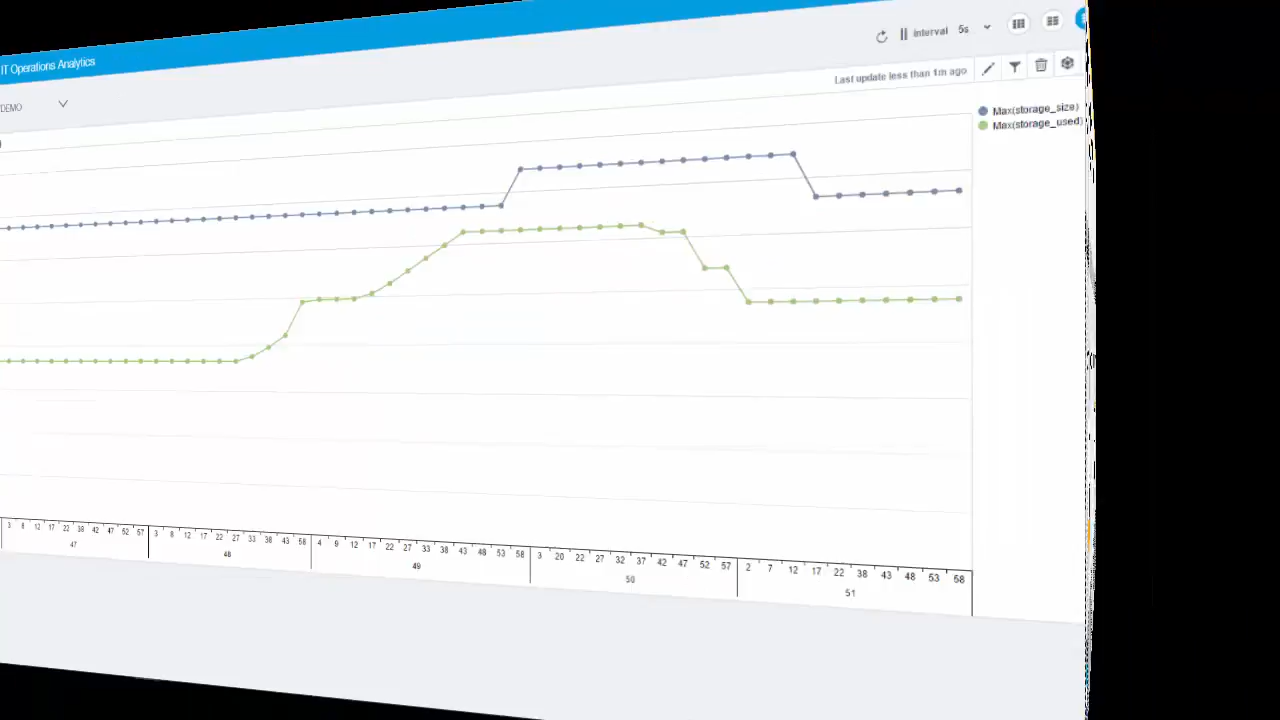 IT Operations Analytics
interval 5s
DEMO
Last update less than 1m ago
Max(storage_size)
Max(storage_used)
3 8 12 17 22 38 42 47 52 57 3 8 12 17 22 27 33 38 43 58 4 9 12 17 22 27 33 38 43 48 53 58 3 20 22 27 32 37 42 47 52 57 2 7 12 17 22 38 43 48 53 58
47 48 49 50 51